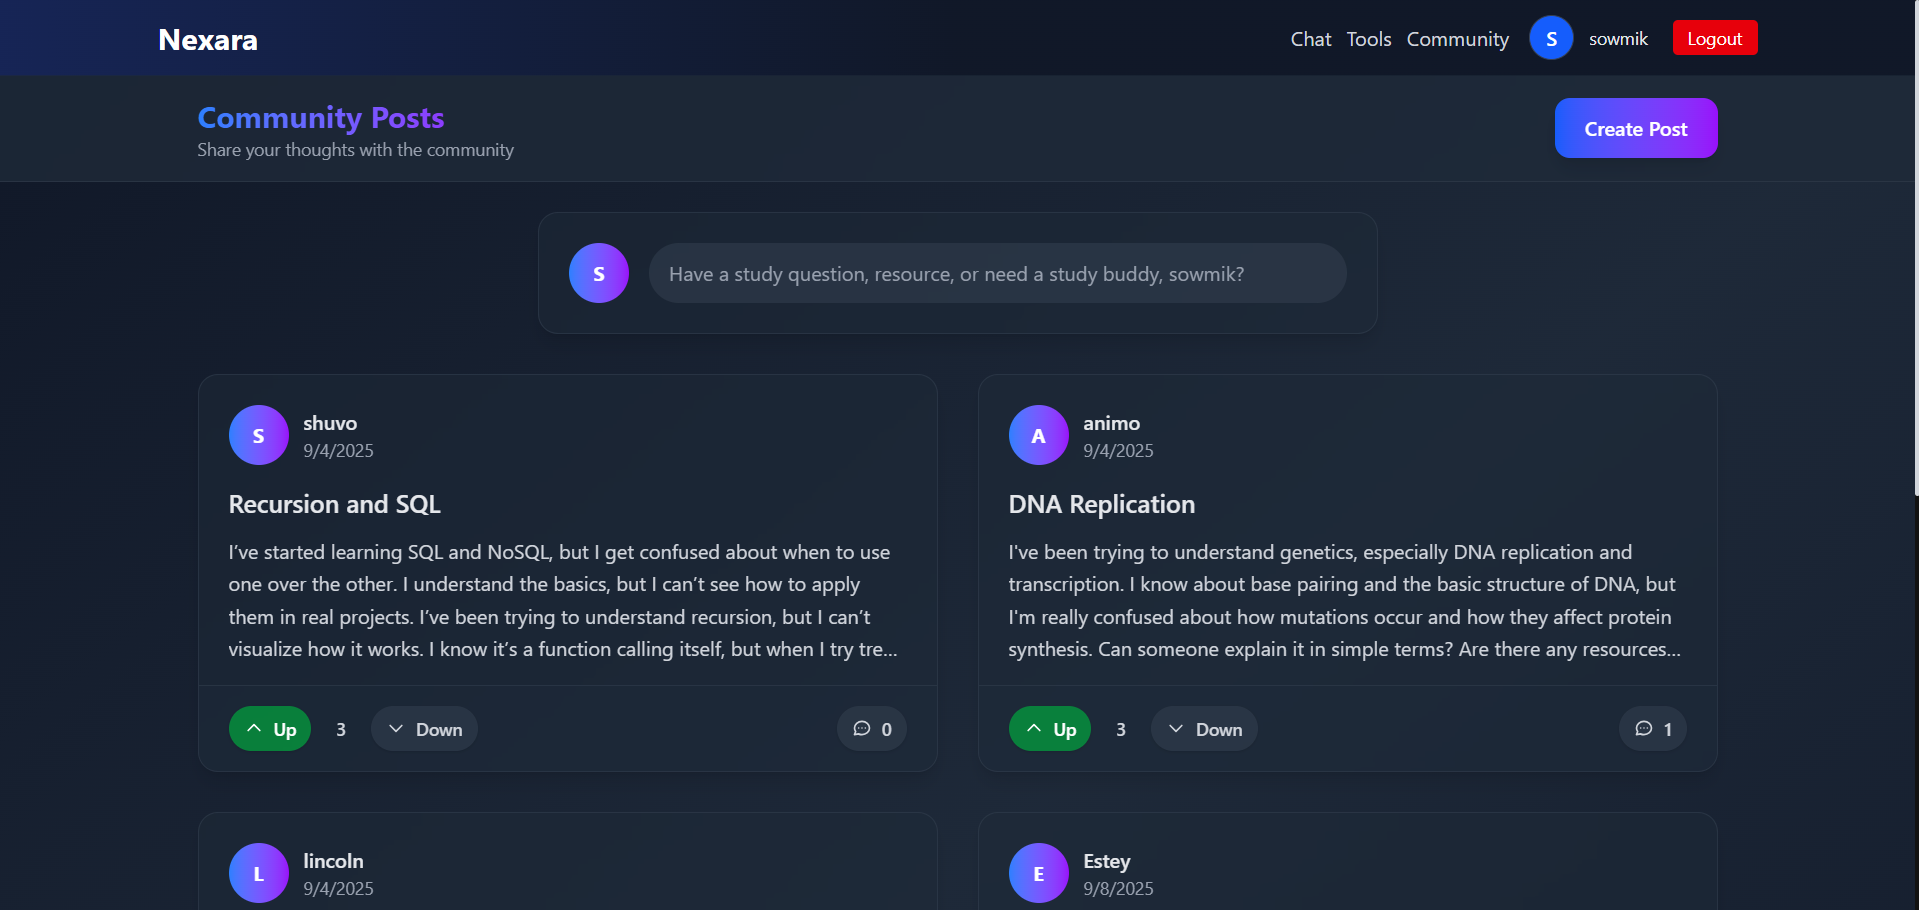 Nexara
Chat Tools Community S sowmik Logout
Community Posts
Share your thoughts with the community
Create Post
S Have a study question, resource, or need a study buddy, sowmik?
S shuvo
9/4/2025
Recursion and SQL
I’ve started learning SQL and NoSQL, but I get confused about when to use
one over the other. I understand the basics, but I can’t see how to apply
them in real projects. I’ve been trying to understand recursion, but I can’t
visualize how it works. I know it’s a function calling itself, but when I try tre...
Up 3 Down 0
A animo
9/4/2025
DNA Replication
I've been trying to understand genetics, especially DNA replication and
transcription. I know about base pairing and the basic structure of DNA, but
I'm really confused about how mutations occur and how they affect protein
synthesis. Can someone explain it in simple terms? Are there any resources...
Up 3 Down 1
L lincoln
9/4/2025
E Estey
9/8/2025